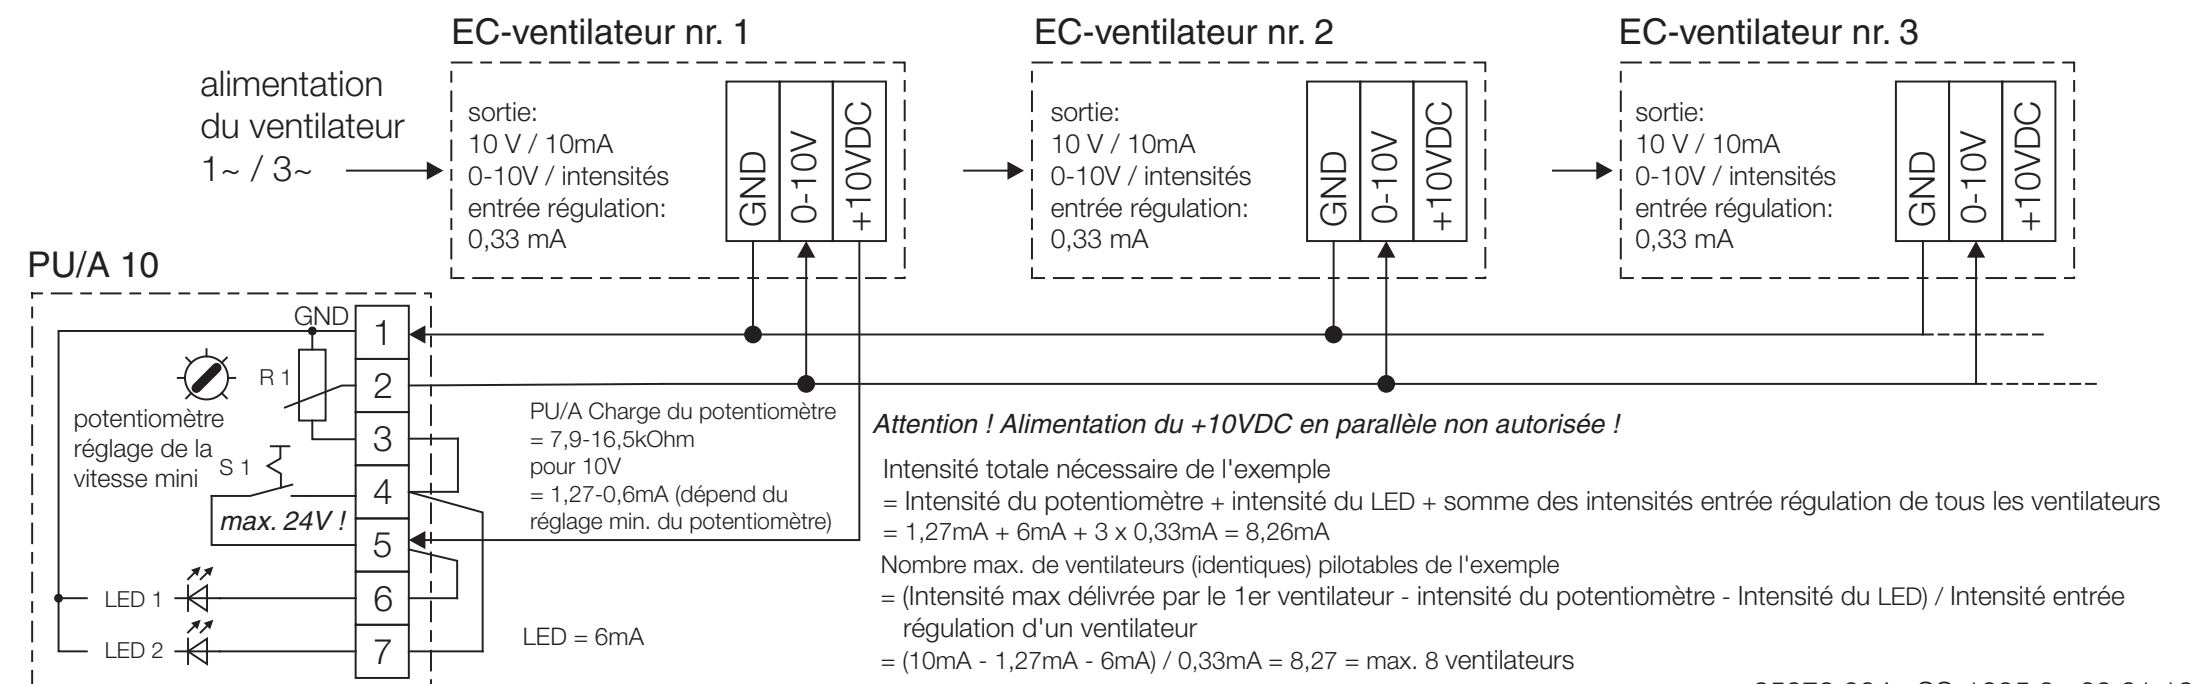 EC-ventilateur nr. 1
EC-ventilateur nr. 2
EC-ventilateur nr. 3
alimentation
du ventilateur
1~ / 3~
sortie:
10 V / 10mA
0-10V / intensités
entrée régulation:
0,33 mA
GND
0-10V
+10VDC
sortie:
10 V / 10mA
0-10V / intensités
entrée régulation:
0,33 mA
GND
0-10V
+10VDC
sortie:
10 V / 10mA
0-10V / intensités
entrée régulation:
0,33 mA
GND
0-10V
+10VDC
PU/A 10
GND
1
2
3
4
5
6
7
R 1
potentiomètre
réglage de la
vitesse mini
S 1
max. 24V !
LED 1
LED 2
PU/A Charge du potentiomètre
= 7,9-16,5kOhm
pour 10V
= 1,27-0,6mA (dépend du
réglage min. du potentiomètre)
LED = 6mA
Attention ! Alimentation du +10VDC en parallèle non autorisée !
Intensité totale nécessaire de l'exemple
= Intensité du potentiomètre + intensité du LED + somme des intensités entrée régulation de tous les ventilateurs
= 1,27mA + 6mA + 3 x 0,33mA = 8,26mA
Nombre max. de ventilateurs (identiques) pilotables de l'exemple
= (Intensité max délivrée par le 1er ventilateur - intensité du potentiomètre - Intensité du LED) / Intensité entrée
régulation d'un ventilateur
= (10mA - 1,27mA - 6mA) / 0,33mA = 8,27 = max. 8 ventilateurs